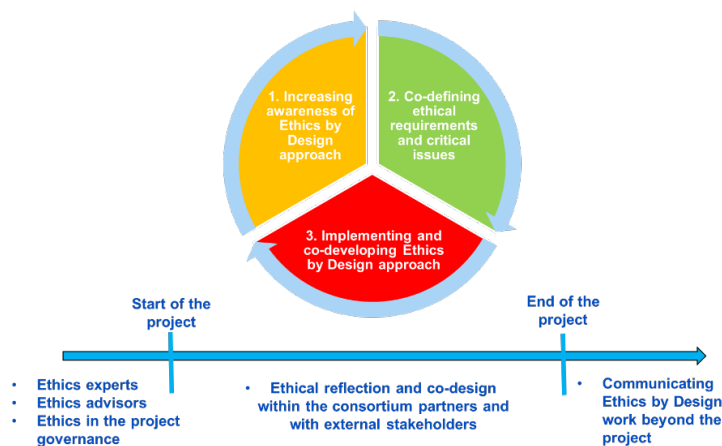 1. Increasing
awareness of
Ethics by
Design
approach
2. Co-defining
ethical
requirements
and critical
issues
3. Implementing and
co-developing Ethics
by Design approach
Start of the
project
End of the
project
• Ethics experts
• Ethics advisors
• Ethics in the project
governance
• Ethical reflection and co-design
within the consortium partners and
with external stakeholders
• Communicating
Ethics by Design
work beyond the
project